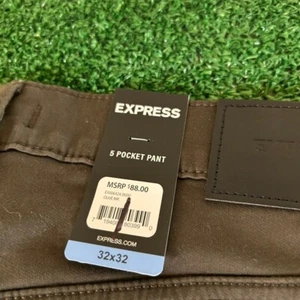 EXPRESS
5 POCKET PANT
MSRP $88.00
EXPRESS.COM
32x32